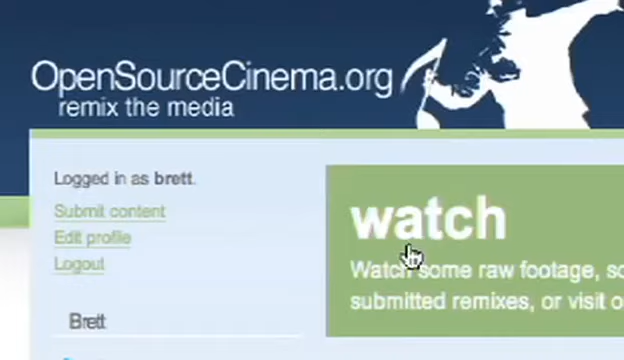 OpenSourceCinema.org
remix the media
Logged in as brett.
Submit content
Edit profile
Logout
Brett
watch
Watch some raw footage, so
submitted remixes, or visit o